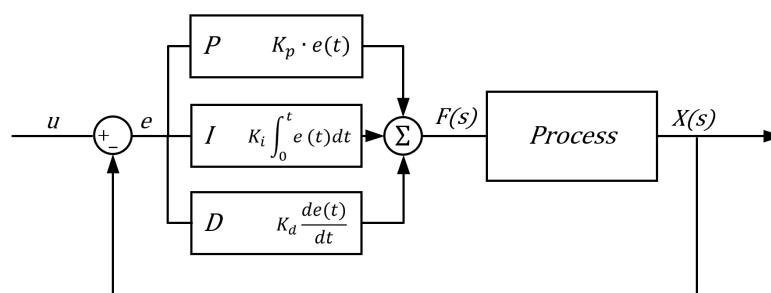 P K_p · e(t)
u
+
−
e
I K_i ∫_0^t e (t)dt
Σ
F(s)
Process
X(s)
D K_d de(t)/dt